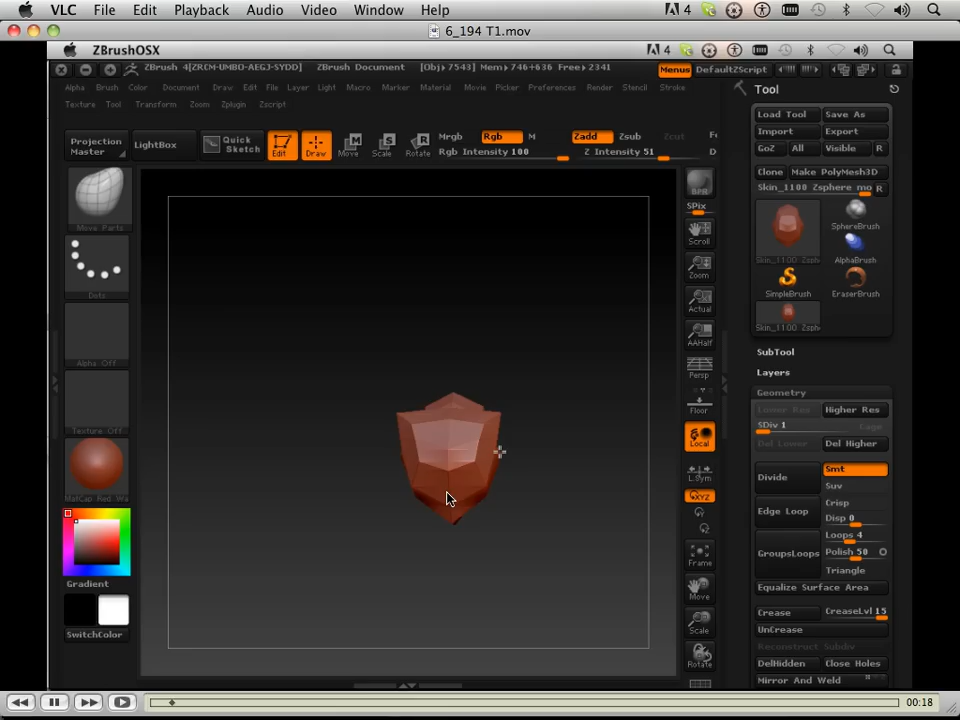 VLC File Edit View Playback Audio Video Window Help
6_194 T1.mov
ZBrushOSX
ZBrush 4[ZRCM-UMBO-AEGJ-SYDD] ZBrush Document [Obj▸ 7543] Mem▸746+636 Free▸2341 Menus DefaultZScript
Alpha Brush Color Document Draw Edit File Layer Light Macro Marker Material Movie Picker Preferences Render Stencil Stroke
Texture Tool Transform Zoom Zplugin Zscript
Tool
Projection Master
LightBox
Quick Sketch
Edit Draw Move Scale Rotate
Mrgb Rgb M Zadd Zsub Zcut
Rgb Intensity 100 Z Intensity 51
Load Tool Save As
Import Export
GoZ All Visible R
Clone Make PolyMesh3D
Skin_1100 Zsphere mo R
SphereBrush
Skin_1100 Zsph AlphaBrush
SimpleBrush EraserBrush
Skin_1100 Zsph
SubTool
Layers
Geometry
Lower Res Higher Res
SDiv 1 Cage
Del Lower Del Higher
Divide Smt
Suv
Edge Loop Crisp
Disp 0
Loops 4
GroupsLoops Polish 50
Triangle
Equalize Surface Area
Crease CreaseLvl 15
UnCrease
Reconstruct Subdiv
DelHidden Close Holes
Mirror And Weld
Move Parts
Dots
Alpha Off
Texture Off
MatCap Red Wa
Gradient
SwitchColor
BPR
SPix
Scroll
Zoom
Actual
AAHalf
Persp
Floor
Local
L.Sym
XYZ
Frame
Move
Scale
Rotate
00:18